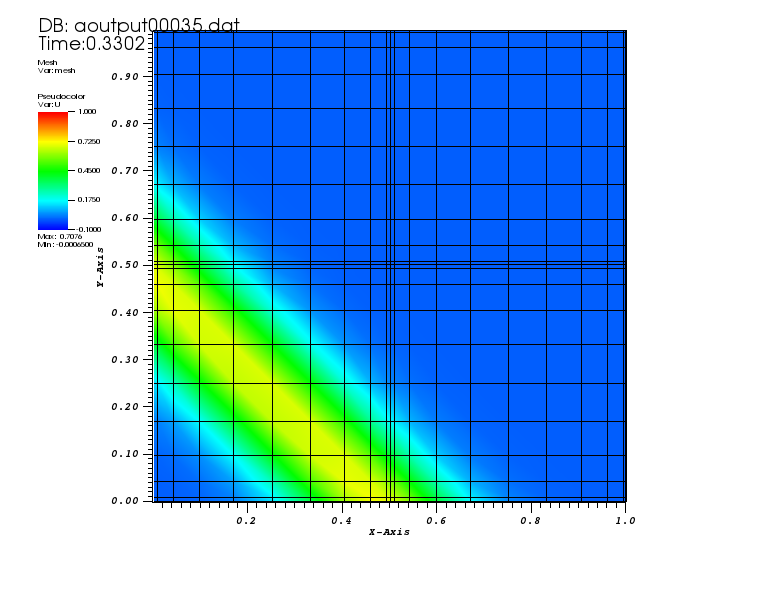 DB: aoutput00035.dat
Time:0.3302
Mesh
Var: mesh
Pseudocolor
Var: U
1.000
0.7250
0.4500
0.1750
-0.1000
Max: 0.7076
Min: -0.0006500
0.90
0.80
0.70
0.60
0.50
0.40
0.30
0.20
0.10
0.00
Y-Axis
0.2
0.4
0.6
0.8
1.0
X-Axis